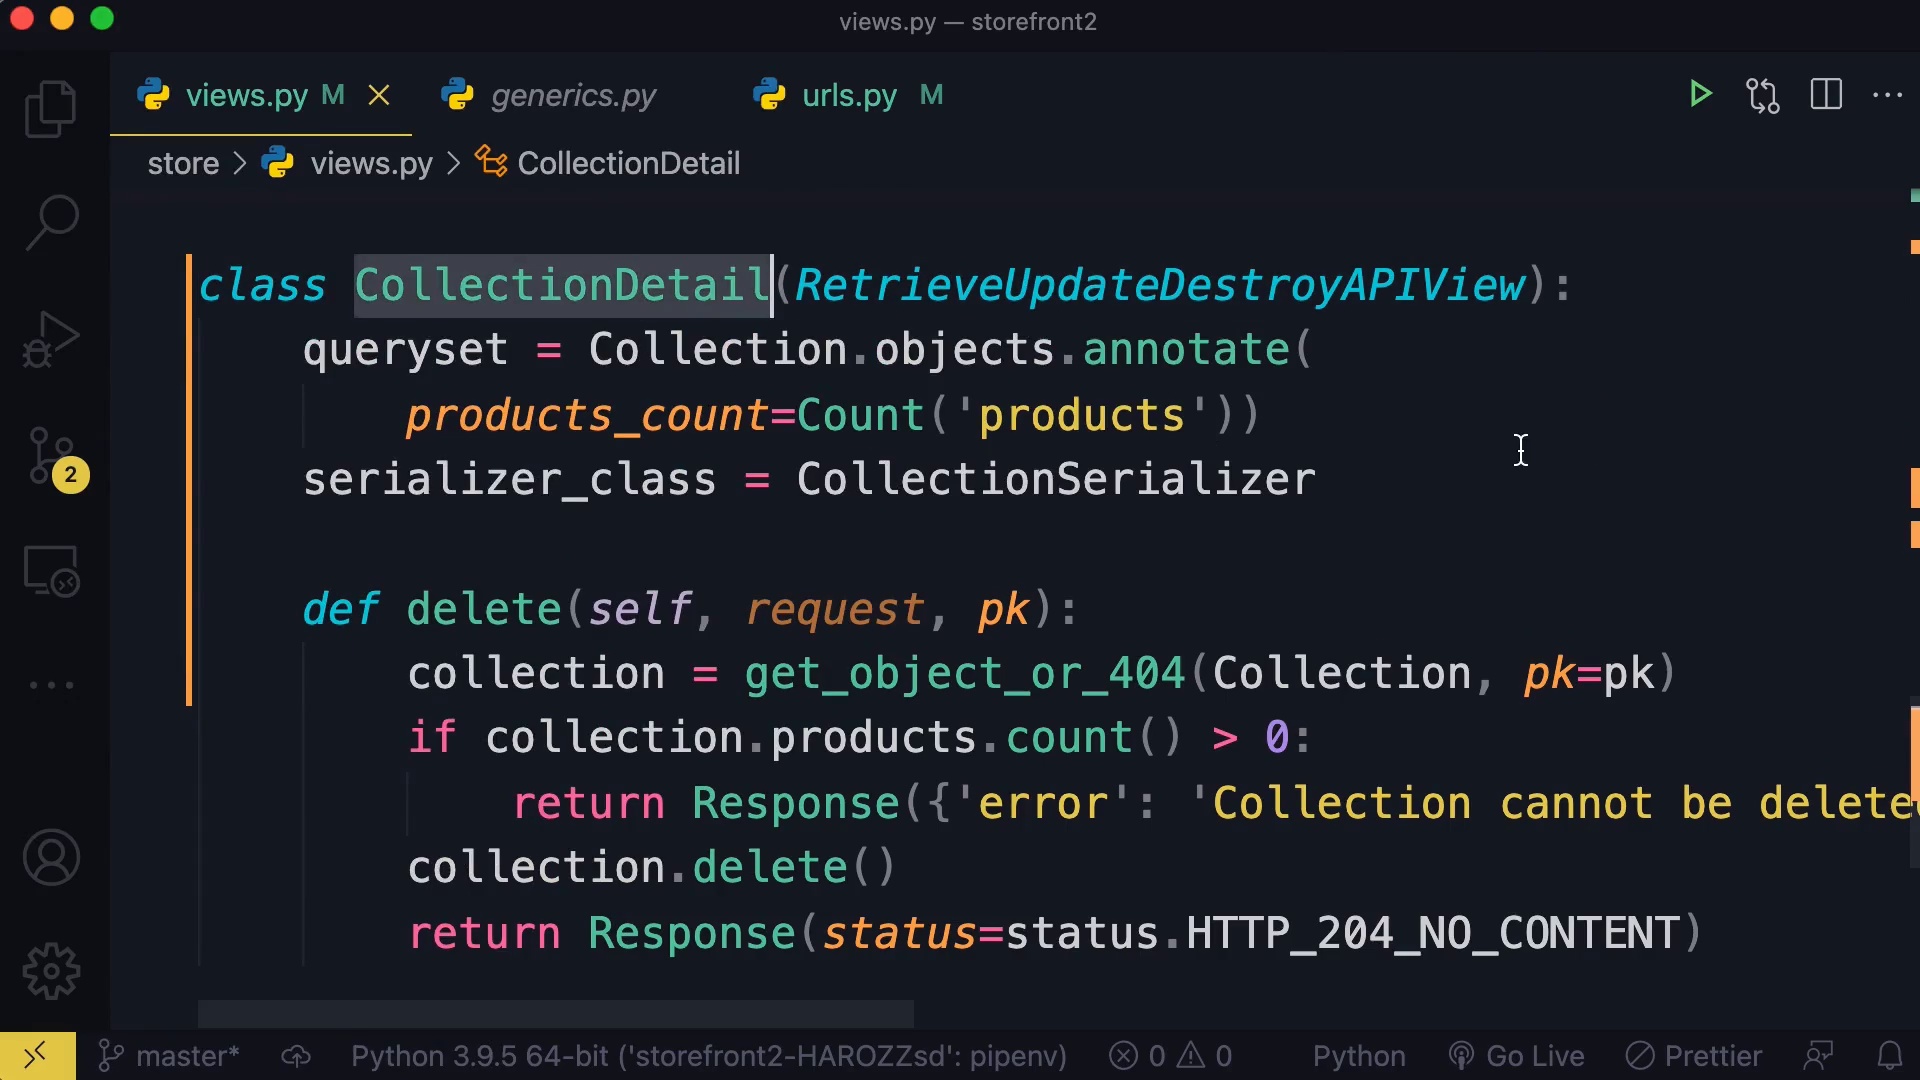 views.py — storefront2
views.py M
generics.py
urls.py M
store > views.py > CollectionDetail
class CollectionDetail(RetrieveUpdateDestroyAPIView):
queryset = Collection.objects.annotate(
products_count=Count('products'))
serializer_class = CollectionSerializer
def delete(self, request, pk):
collection = get_object_or_404(Collection, pk=pk)
if collection.products.count() > 0:
return Response({'error': 'Collection cannot be delete
collection.delete()
return Response(status=status.HTTP_204_NO_CONTENT)
2
master* Python 3.9.5 64-bit ('storefront2-HAROZZsd': pipenv) 0 0 Python Go Live Prettier